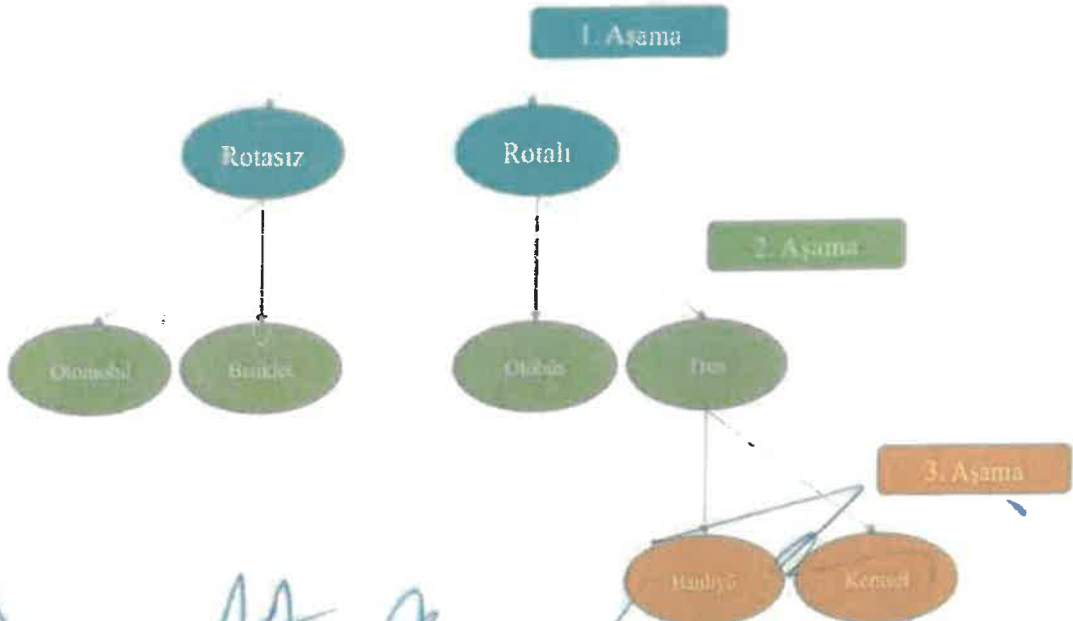 1. Aşama
Rotasız
Rotalı
2. Aşama
Otomobil
Bisiklet
Otobüs
Tren
3. Aşama
Banliyö
Kentsel